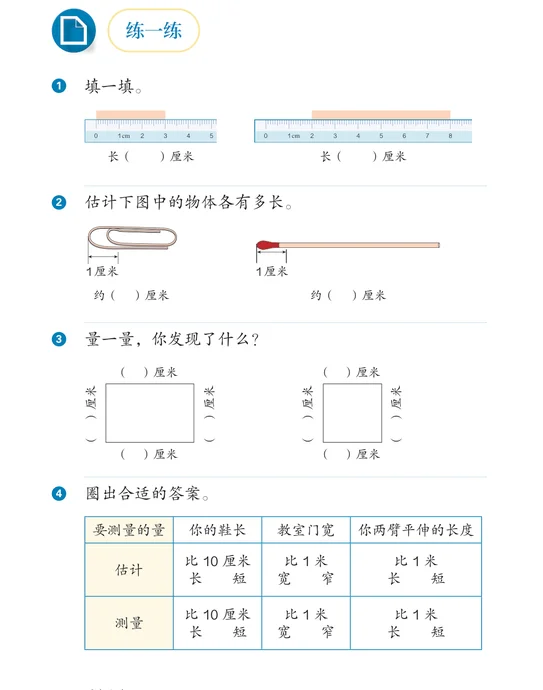 练一练
1 填一填。
0 1cm 2 3 4 5
0 1cm 2 3 4 5 6 7 8
长（ ）厘米 长（ ）厘米
2 估计下图中的物体各有多长。
1厘米 1厘米
约（ ）厘米 约（ ）厘米
3 量一量，你发现了什么？
（ ）厘米 （ ）厘米
（ ）厘米 （ ）厘米 （ ）厘米 （ ）厘米
（ ）厘米 （ ）厘米
4 圈出合适的答案。
要测量的量 你的鞋长 教室门宽 你两臂平伸的长度
估计 比 10 厘米 长 短 比 1 米 宽 窄 比 1 米 长 短
测量 比 10 厘米 长 短 比 1 米 宽 窄 比 1 米 长 短